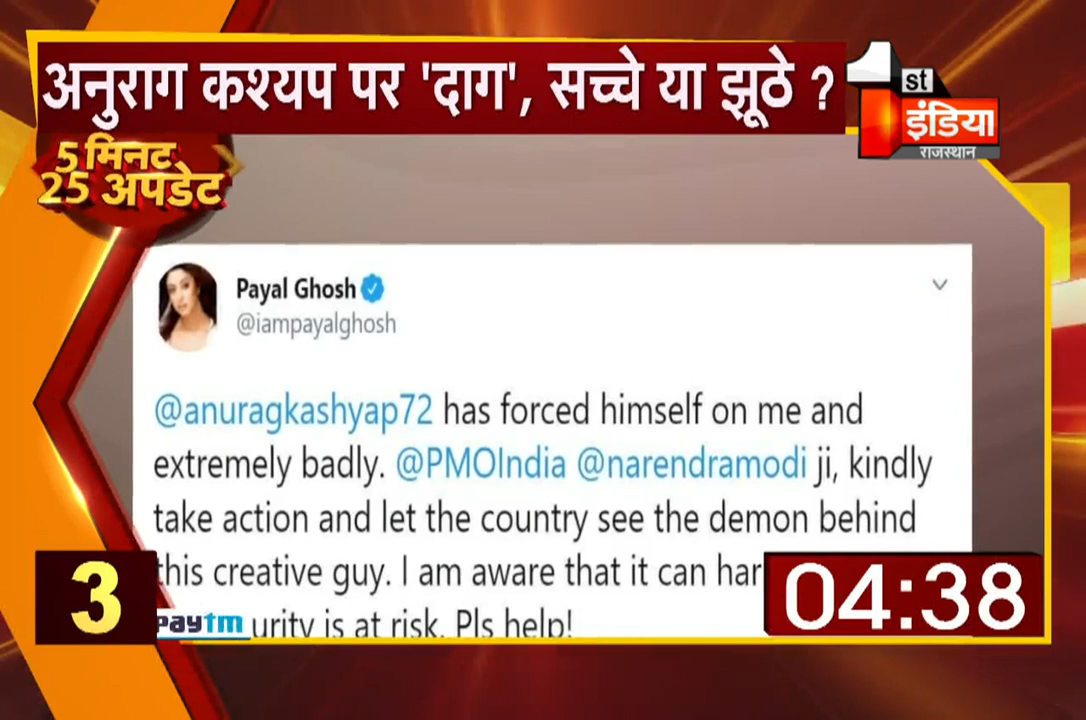 अनुराग कश्यप पर 'दाग', सच्चे या झूठे ?
1st
इंडिया
राजस्थान
5 मिनट
25 अपडेट
Payal Ghosh
@iampayalghosh
@anuragkashyap72 has forced himself on me and
extremely badly. @PMOIndia @narendramodi ji, kindly
take action and let the country see the demon behind
this creative guy. I am aware that it can har
urity is at risk. Pls help!
3
paytm
04:38